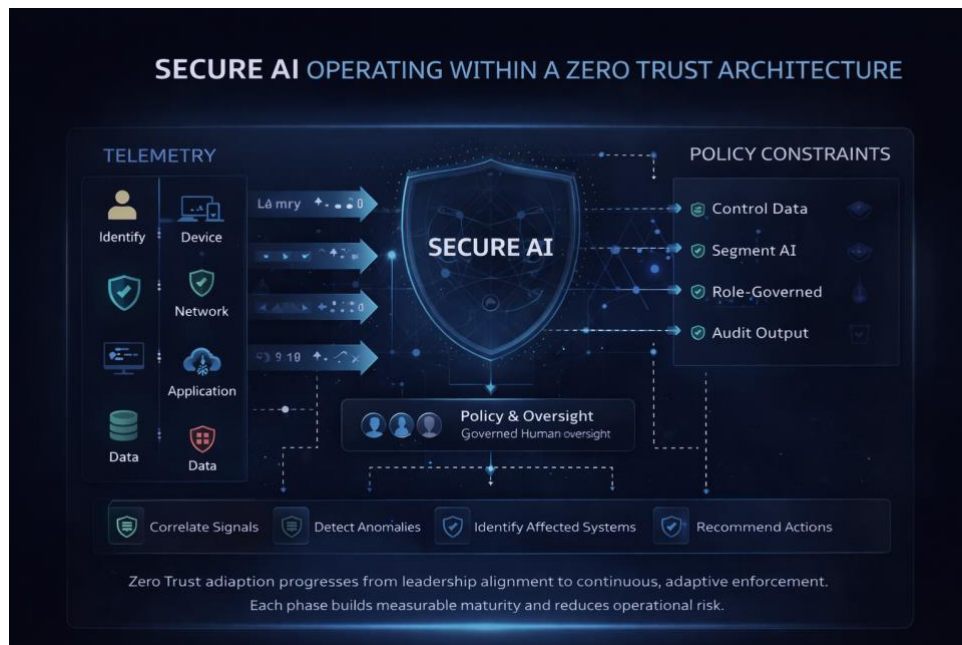 SECURE AI OPERATING WITHIN A ZERO TRUST ARCHITECTURE
TELEMETRY
Identify
Device
Network
Application
Data
Data
SECURE AI
POLICY CONSTRAINTS
Control Data
Segment AI
Role-Governed
Audit Output
Policy & Oversight
Governed Human oversight
Correlate Signals
Detect Anomalies
Identify Affected Systems
Recommend Actions
Zero Trust adiaption progresses from leadership alignment to continuous, adaptive enforcement.
Each phase builds measurable maturity and reduces operational risk.